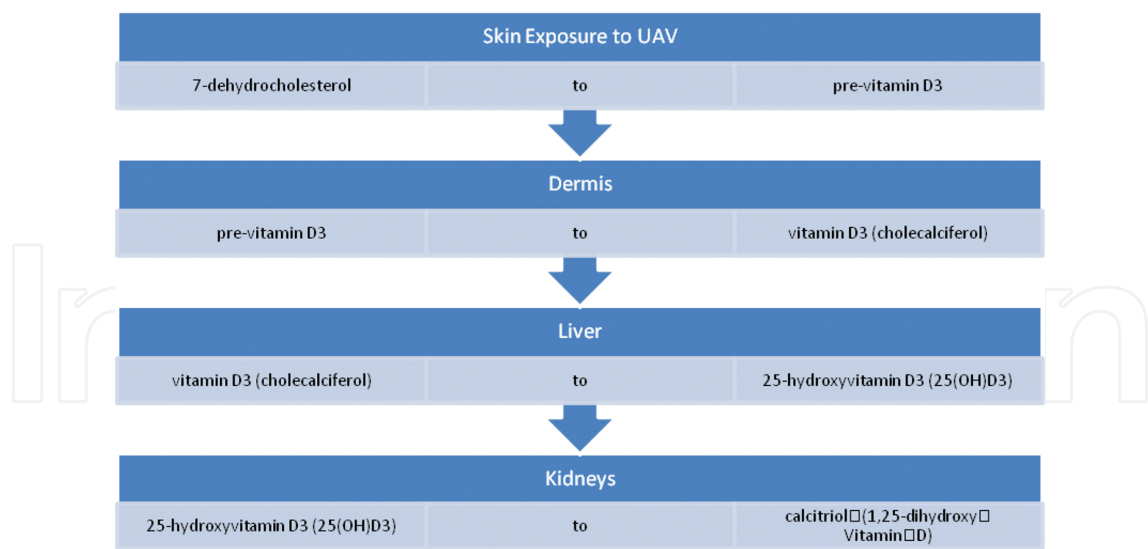 Skin Exposure to UAV
7-dehydrocholesterol to pre-vitamin D3
Dermis
pre-vitamin D3 to vitamin D3 (cholecalciferol)
Liver
vitamin D3 (cholecalciferol) to 25-hydroxyvitamin D3 (25(OH)D3)
Kidneys
25-hydroxyvitamin D3 (25(OH)D3) to calcitriol□(1,25-dihydroxy□
Vitamin□D)